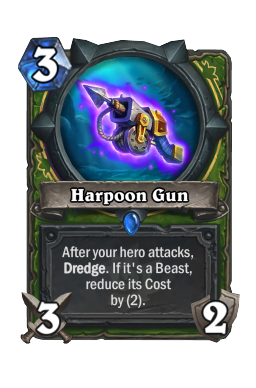 3
Harpoon Gun
After your hero attacks,
Dredge. If it's a Beast,
reduce its Cost
by (2).
3
2